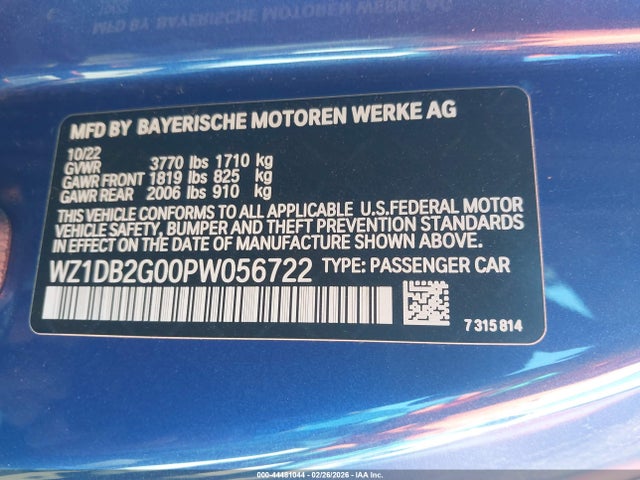 MFD BY BAYERISCHE MOTOREN WERKE AG
10/22
GVWR 3770 lbs 1710 kg
GAWR FRONT 1819 lbs 825 kg
GAWR REAR 2006 lbs 910 kg
THIS VEHICLE CONFORMS TO ALL APPLICABLE U.S.FEDERAL MOTOR
VEHICLE SAFETY, BUMPER AND THEFT PREVENTION STANDARDS
IN EFFECT ON THE DATE OF MANUFACTURE SHOWN ABOVE.
WZ1DB2G00PW056722 TYPE: PASSENGER CAR
7 315 814
000-44481044 - 02/26/2026 - IAA Inc.